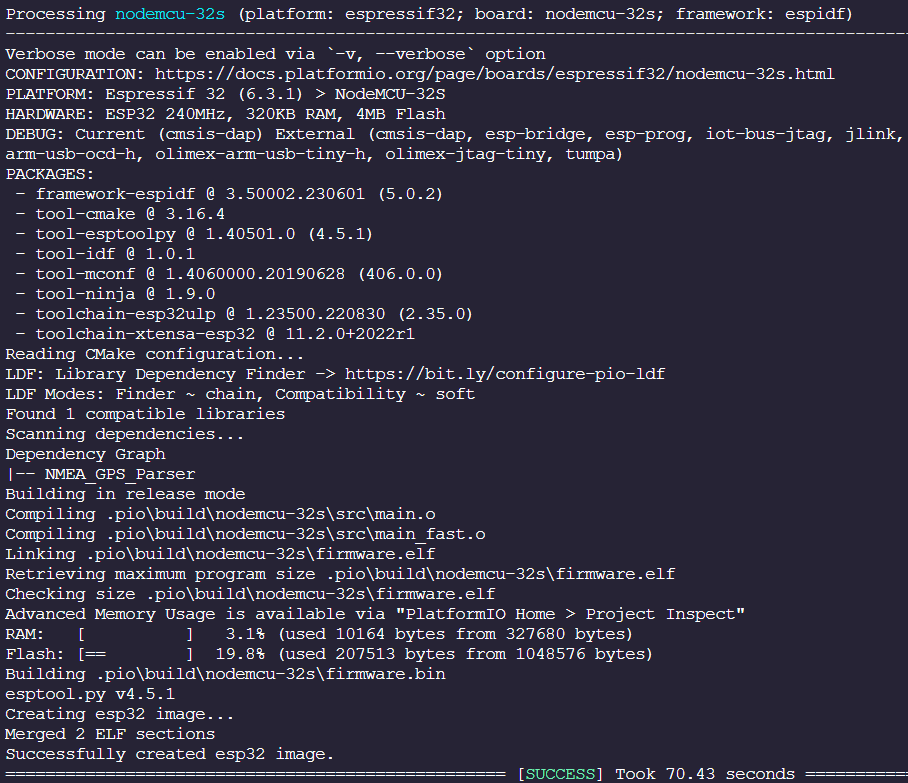 Processing nodemcu-32s (platform: espressif32; board: nodemcu-32s; framework: espidf)
--------------------------------------------------------------------------------------------
Verbose mode can be enabled via `-v, --verbose` option
CONFIGURATION: https://docs.platformio.org/page/boards/espressif32/nodemcu-32s.html
PLATFORM: Espressif 32 (6.3.1) > NodeMCU-32S
HARDWARE: ESP32 240MHz, 320KB RAM, 4MB Flash
DEBUG: Current (cmsis-dap) External (cmsis-dap, esp-bridge, esp-prog, iot-bus-jtag, jlink,
arm-usb-ocd-h, olimex-arm-usb-tiny-h, olimex-jtag-tiny, tumpa)
PACKAGES:
 - framework-espidf @ 3.50002.230601 (5.0.2)
 - tool-cmake @ 3.16.4
 - tool-esptoolpy @ 1.40501.0 (4.5.1)
 - tool-idf @ 1.0.1
 - tool-mconf @ 1.4060000.20190628 (406.0.0)
 - tool-ninja @ 1.9.0
 - toolchain-esp32ulp @ 1.23500.220830 (2.35.0)
 - toolchain-xtensa-esp32 @ 11.2.0+2022r1
Reading CMake configuration...
LDF: Library Dependency Finder -> https://bit.ly/configure-pio-ldf
LDF Modes: Finder ~ chain, Compatibility ~ soft
Found 1 compatible libraries
Scanning dependencies...
Dependency Graph
|-- NMEA_GPS_Parser
Building in release mode
Compiling .pio\build\nodemcu-32s\src\main.o
Compiling .pio\build\nodemcu-32s\src\main_fast.o
Linking .pio\build\nodemcu-32s\firmware.elf
Retrieving maximum program size .pio\build\nodemcu-32s\firmware.elf
Checking size .pio\build\nodemcu-32s\firmware.elf
Advanced Memory Usage is available via "PlatformIO Home > Project Inspect"
RAM:   [          ]   3.1% (used 10164 bytes from 327680 bytes)
Flash: [==        ]  19.8% (used 207513 bytes from 1048576 bytes)
Building .pio\build\nodemcu-32s\firmware.bin
esptool.py v4.5.1
Creating esp32 image...
Merged 2 ELF sections
Successfully created esp32 image.
================================================== [SUCCESS] Took 70.43 seconds ==========